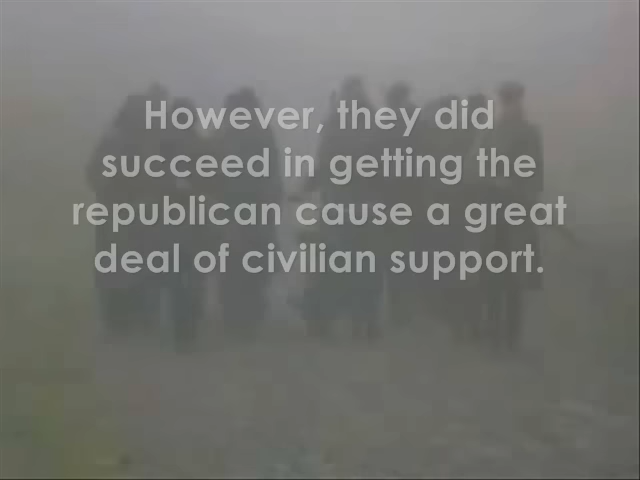 However, they did
succeed in getting the
republican cause a great
deal of civilian support.